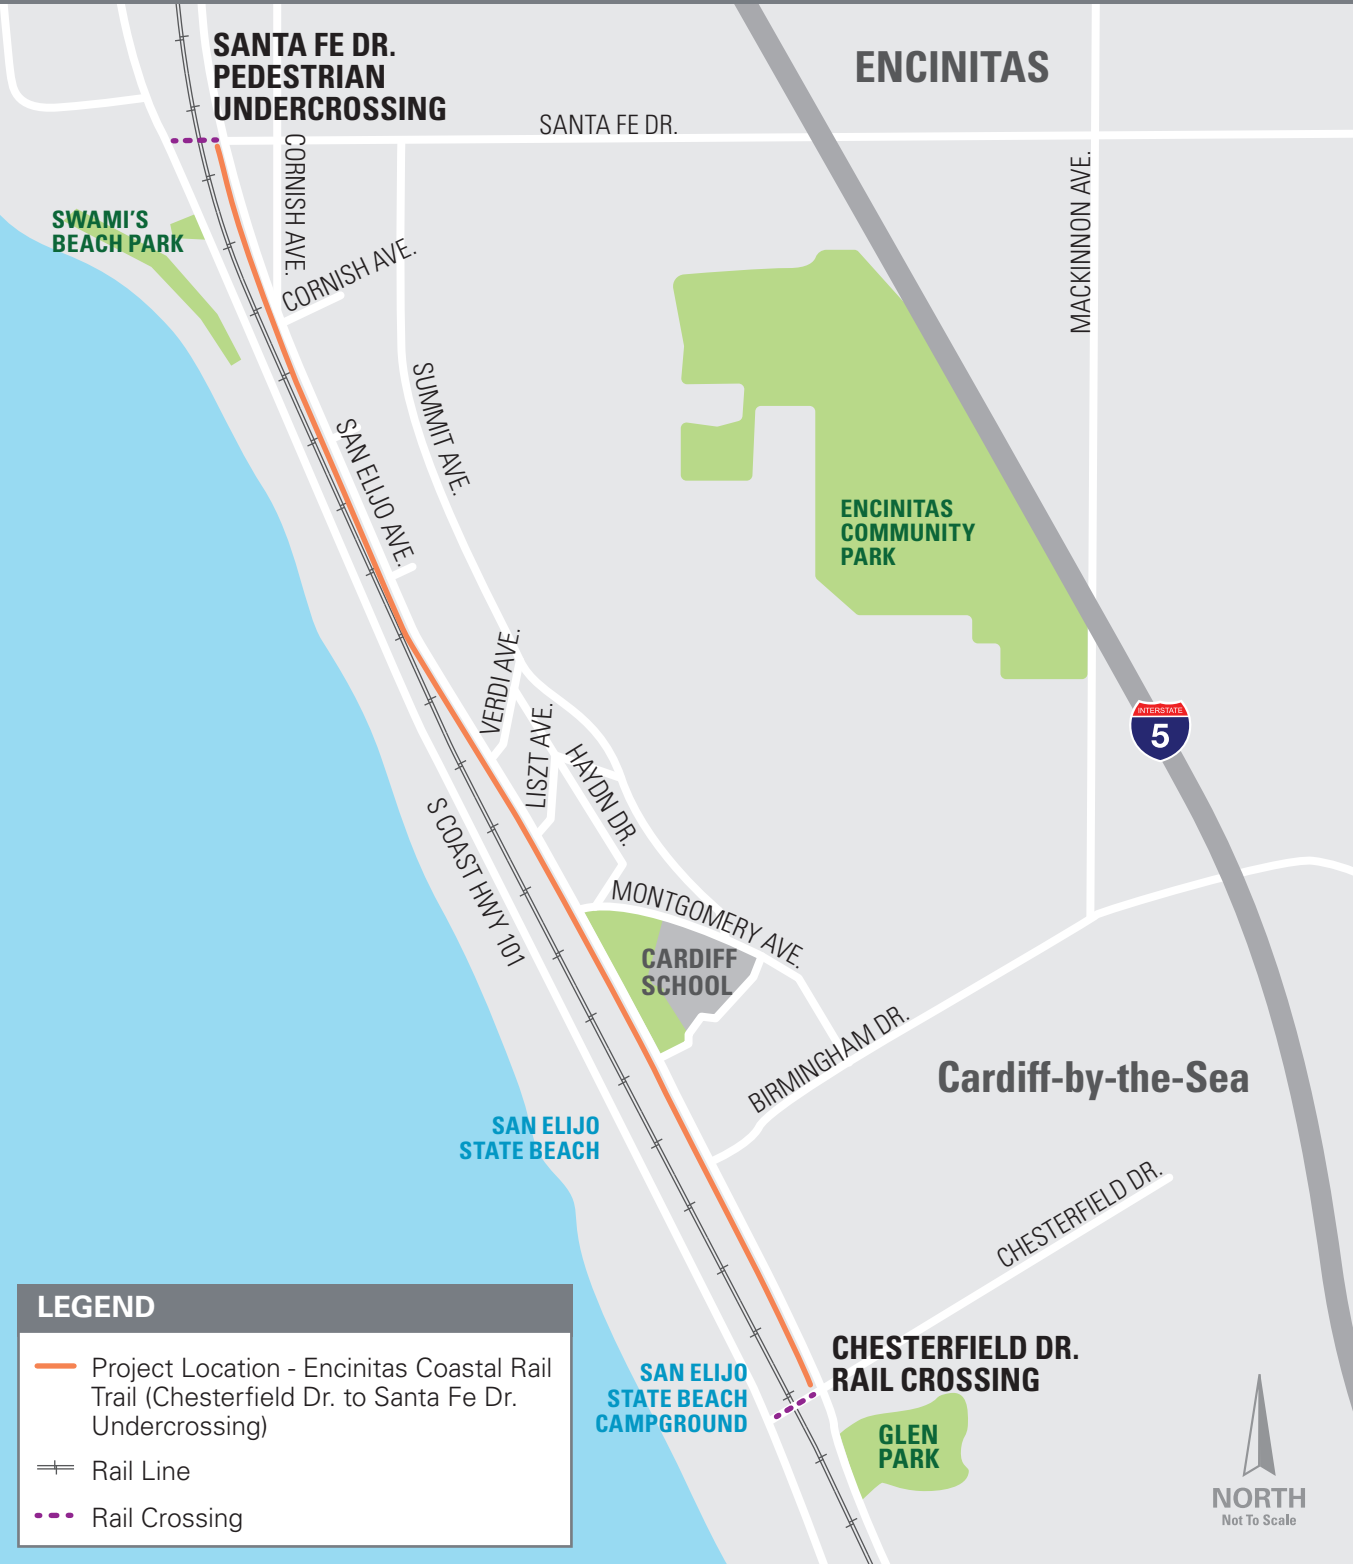 SANTA FE DR.
PEDESTRIAN
UNDERCROSSING
ENCINITAS
SANTA FE DR.
CORNISH AVE.
MACKINNON AVE.
SWAMI'S
BEACH PARK
CORNISH AVE.
SUMMIT AVE.
SAN ELIJO AVE.
ENCINITAS
COMMUNITY
PARK
VERDI AVE.
LISZT AVE.
HAYDN DR.
INTERSTATE
5
S COAST HWY 101
MONTGOMERY AVE.
CARDIFF
SCHOOL
BIRMINGHAM DR.
Cardiff-by-the-Sea
SAN ELIJO
STATE BEACH
CHESTERFIELD DR.
CHESTERFIELD DR.
RAIL CROSSING
SAN ELIJO
STATE BEACH
CAMPGROUND
GLEN
PARK
LEGEND
Project Location - Encinitas Coastal Rail
Trail (Chesterfield Dr. to Santa Fe Dr.
Undercrossing)
Rail Line
Rail Crossing
NORTH
Not To Scale